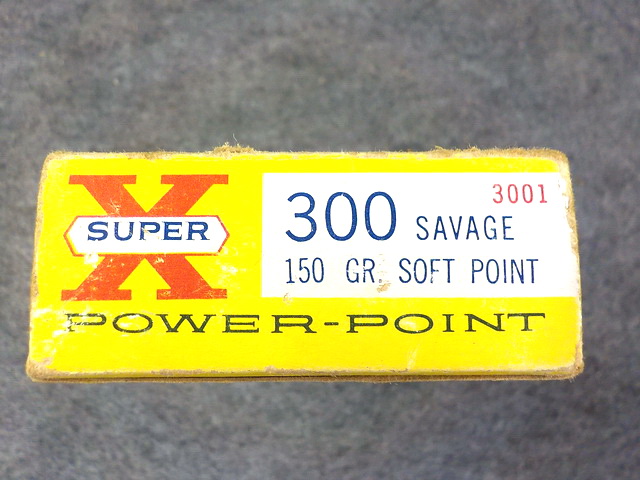 X
SUPER
3001
300 SAVAGE
150 GR. SOFT POINT
POWER-POINT